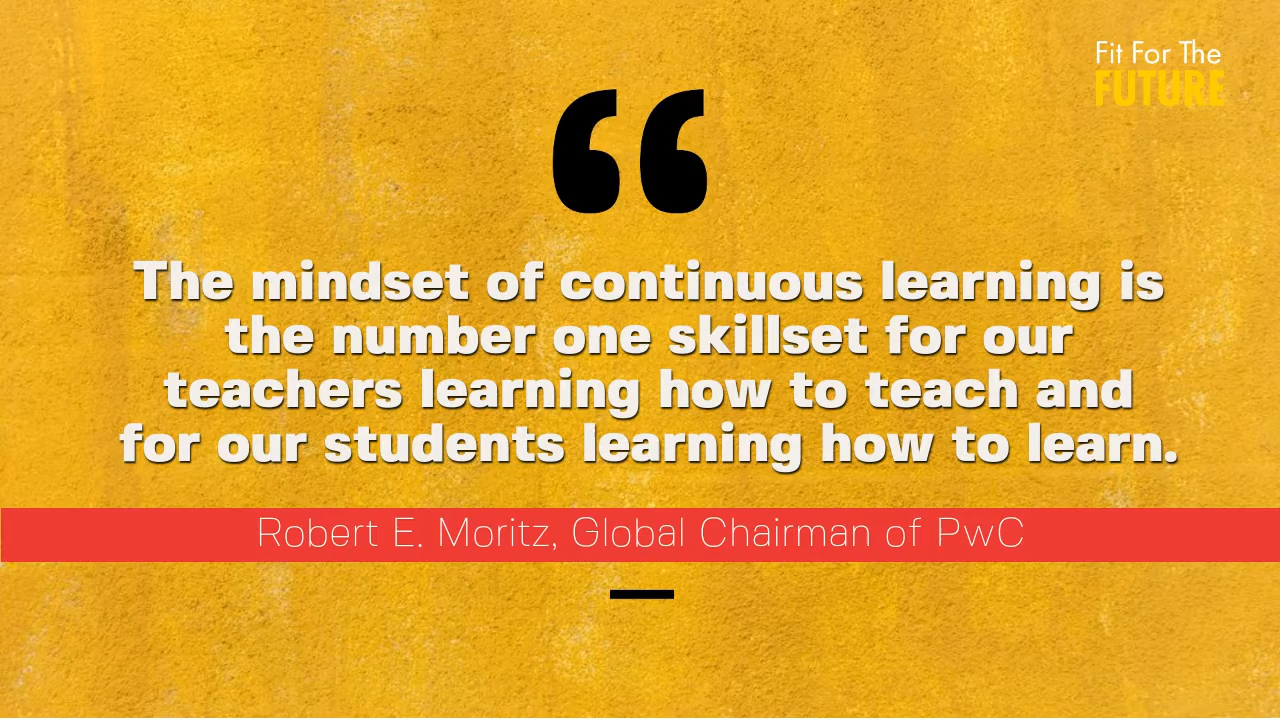 Fit For The
FUTURE
“
The mindset of continuous learning is
the number one skillset for our
teachers learning how to teach and
for our students learning how to learn.
Robert E. Moritz, Global Chairman of PwC